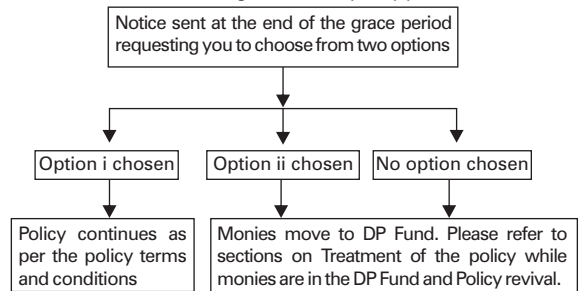 Notice sent at the end of the grace period
requesting you to choose from two options
Option i chosen
Option ii chosen
No option chosen
Policy continues as
per the policy terms
and conditions
Monies move to DP Fund. Please refer to
sections on Treatment of the policy while
monies are in the DP Fund and Policy revival.